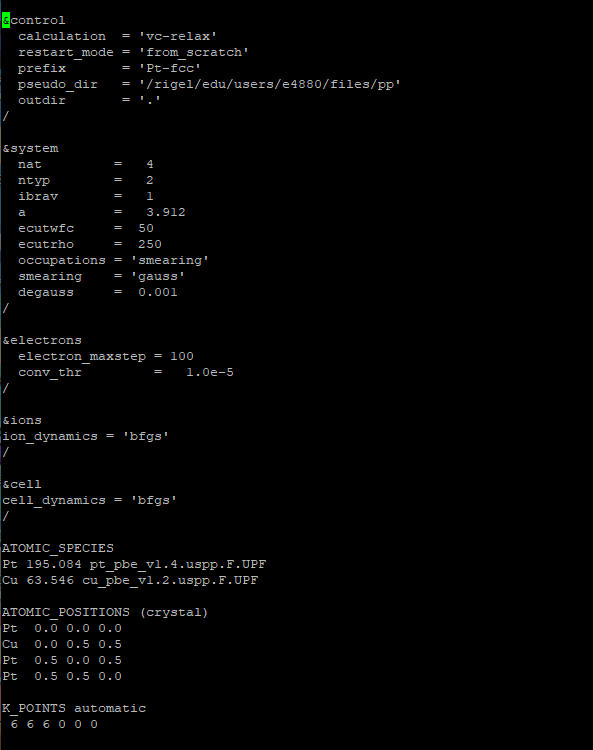 &control
  calculation  = 'vc-relax'
  restart_mode = 'from_scratch'
  prefix       = 'Pt-fcc'
  pseudo_dir   = '/rigel/edu/users/e4880/files/pp'
  outdir       = '.'
/
&system
  nat         =   4
  ntyp        =   2
  ibrav       =   1
  a           =   3.912
  ecutwfc     =  50
  ecutrho     =  250
  occupations = 'smearing'
  smearing    = 'gauss'
  degauss     =  0.001
/
&electrons
  electron_maxstep = 100
  conv_thr         =   1.0e-5
/
&ions
ion_dynamics = 'bfgs'
/
&cell
cell_dynamics = 'bfgs'
/
ATOMIC_SPECIES
Pt 195.084 pt_pbe_v1.4.uspp.F.UPF
Cu 63.546 cu_pbe_v1.2.uspp.F.UPF
ATOMIC_POSITIONS (crystal)
Pt  0.0 0.0 0.0
Cu  0.0 0.5 0.5
Pt  0.5 0.0 0.5
Pt  0.5 0.5 0.0
K_POINTS automatic
 6 6 6 0 0 0